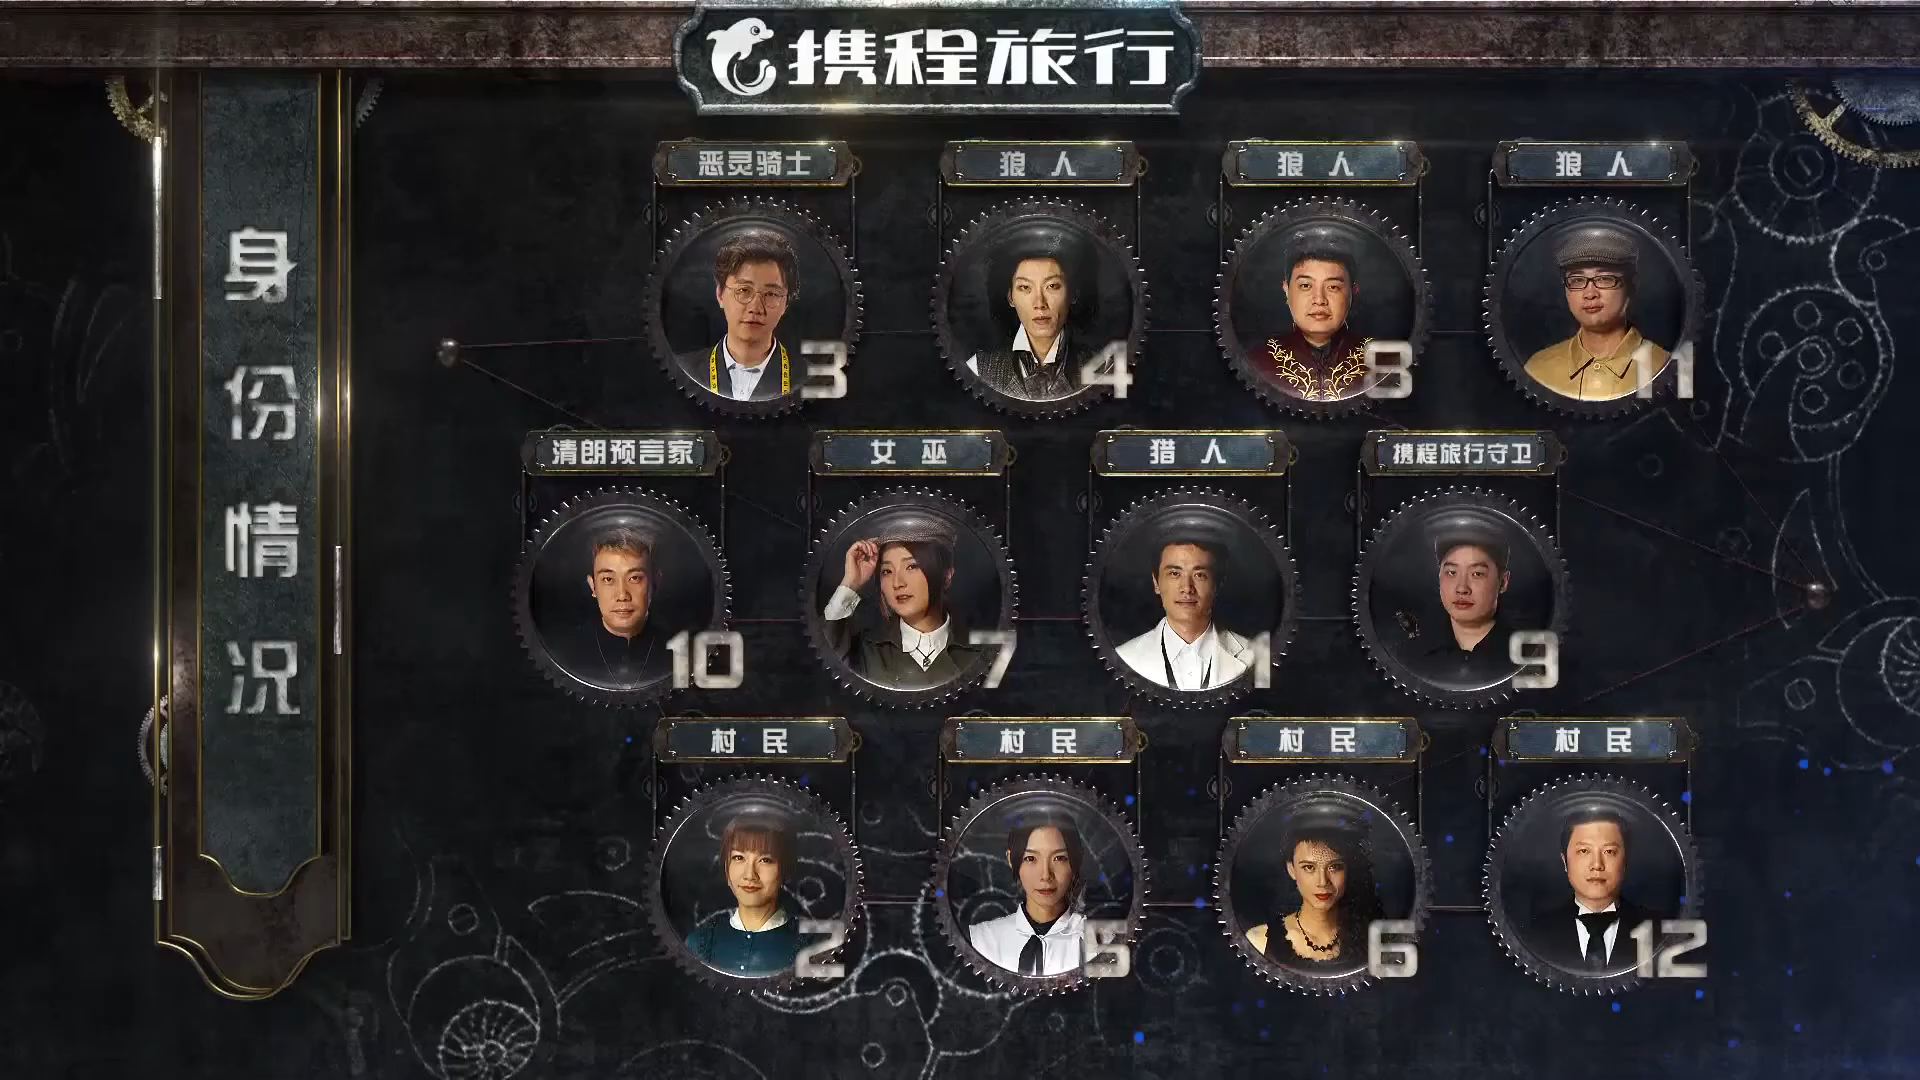 携程旅行
身份情况
恶灵骑士
狼人
狼人
狼人
3
4
8
11
清朗预言家
女巫
猎人
携程旅行守卫
10
7
1
9
村民
村民
村民
村民
2
5
6
12